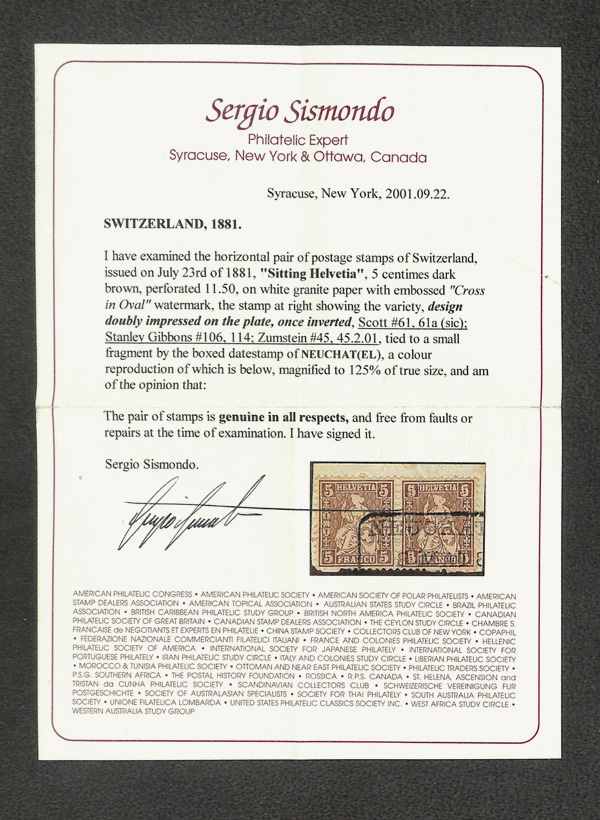 Sergio Sismondo
Philatelic Expert
Syracuse, New York & Ottawa, Canada
Syracuse, New York, 2001.09.22.
SWITZERLAND, 1881.
I have examined the horizontal pair of postage stamps of Switzerland,
issued on July 23rd of 1881, "Sitting Helvetia", 5 centimes dark
brown, perforated 11.50, on white granite paper with embossed "Cross
in Oval" watermark, the stamp at right showing the variety, design
doubly impressed on the plate, once inverted, Scott #61, 61a (sic);
Stanley Gibbons #106, 114; Zumstein #45, 45.2.01, tied to a small
fragment by the boxed datestamp of NEUCHAT(EL), a colour
reproduction of which is below, magnified to 125% of true size, and am
of the opinion that:
The pair of stamps is genuine in all respects, and free from faults or
repairs at the time of examination. I have signed it.
Sergio Sismondo.
5 HELVETIA 5 5 HELVETIA 5
NEUCHAT
5 FRANCO 5 FRANCO
AMERICAN PHILATELIC CONGRESS • AMERICAN PHILATELIC SOCIETY • AMERICAN SOCIETY OF POLAR PHILATELISTS • AMERICAN
STAMP DEALERS ASSOCIATION • AMERICAN TOPICAL ASSOCIATION • AUSTRALIAN STATES STUDY CIRCLE • BRAZIL PHILATELIC
ASSOCIATION • BRITISH CARIBBEAN PHILATELIC STUDY GROUP • BRITISH NORTH AMERICA PHILATELIC SOCIETY • CANADIAN
PHILATELIC SOCIETY OF GREAT BRITAIN • CANADIAN STAMP DEALERS ASSOCIATION • THE CEYLON STUDY CIRCLE • CHAMBRE S.
FRANCAISE de NEGOTIANTS ET EXPERTS EN PHILATELIE • CHINA STAMP SOCIETY • COLLECTORS CLUB OF NEW YORK • COPAPHIL
• FEDERAZIONE NAZIONALE COMMERCIANTI FILATELICI ITALIANI • FRANCE AND COLONIES PHILATELIC SOCIETY • HELLENIC
PHILATELIC SOCIETY OF AMERICA • INTERNATIONAL SOCIETY FOR JAPANESE PHILATELY • INTERNATIONAL SOCIETY FOR
PORTUGUESE PHILATELY • IRAN PHILATELIC STUDY CIRCLE • ITALY AND COLONIES STUDY CIRCLE • LIBERIAN PHILATELIC SOCIETY
• MOROCCO & TUNISIA PHILATELIC SOCIETY • OTTOMAN AND NEAR EAST PHILATELIC SOCIETY • PHILATELIC TRADERS SOCIETY •
P.S.G. SOUTHERN AFRICA • THE POSTAL HISTORY FOUNDATION • ROSSICA • R.P.S. CANADA • ST. HELENA, ASCENSION and
TRISTAN da CUNHA PHILATELIC SOCIETY • SCANDINAVIAN COLLECTORS CLUB • SCHWEIZERISCHE VEREINIGUNG FUR
POSTGESCHICHTE • SOCIETY OF AUSTRALASIAN SPECIALISTS • SOCIETY FOR THAI PHILATELY • SOUTH AUSTRALIA PHILATELIC
SOCIETY • UNIONE FILATELICA LOMBARDA • UNITED STATES PHILATELIC CLASSICS SOCIETY INC. • WEST AFRICA STUDY CIRCLE •
WESTERN AUSTRALIA STUDY GROUP